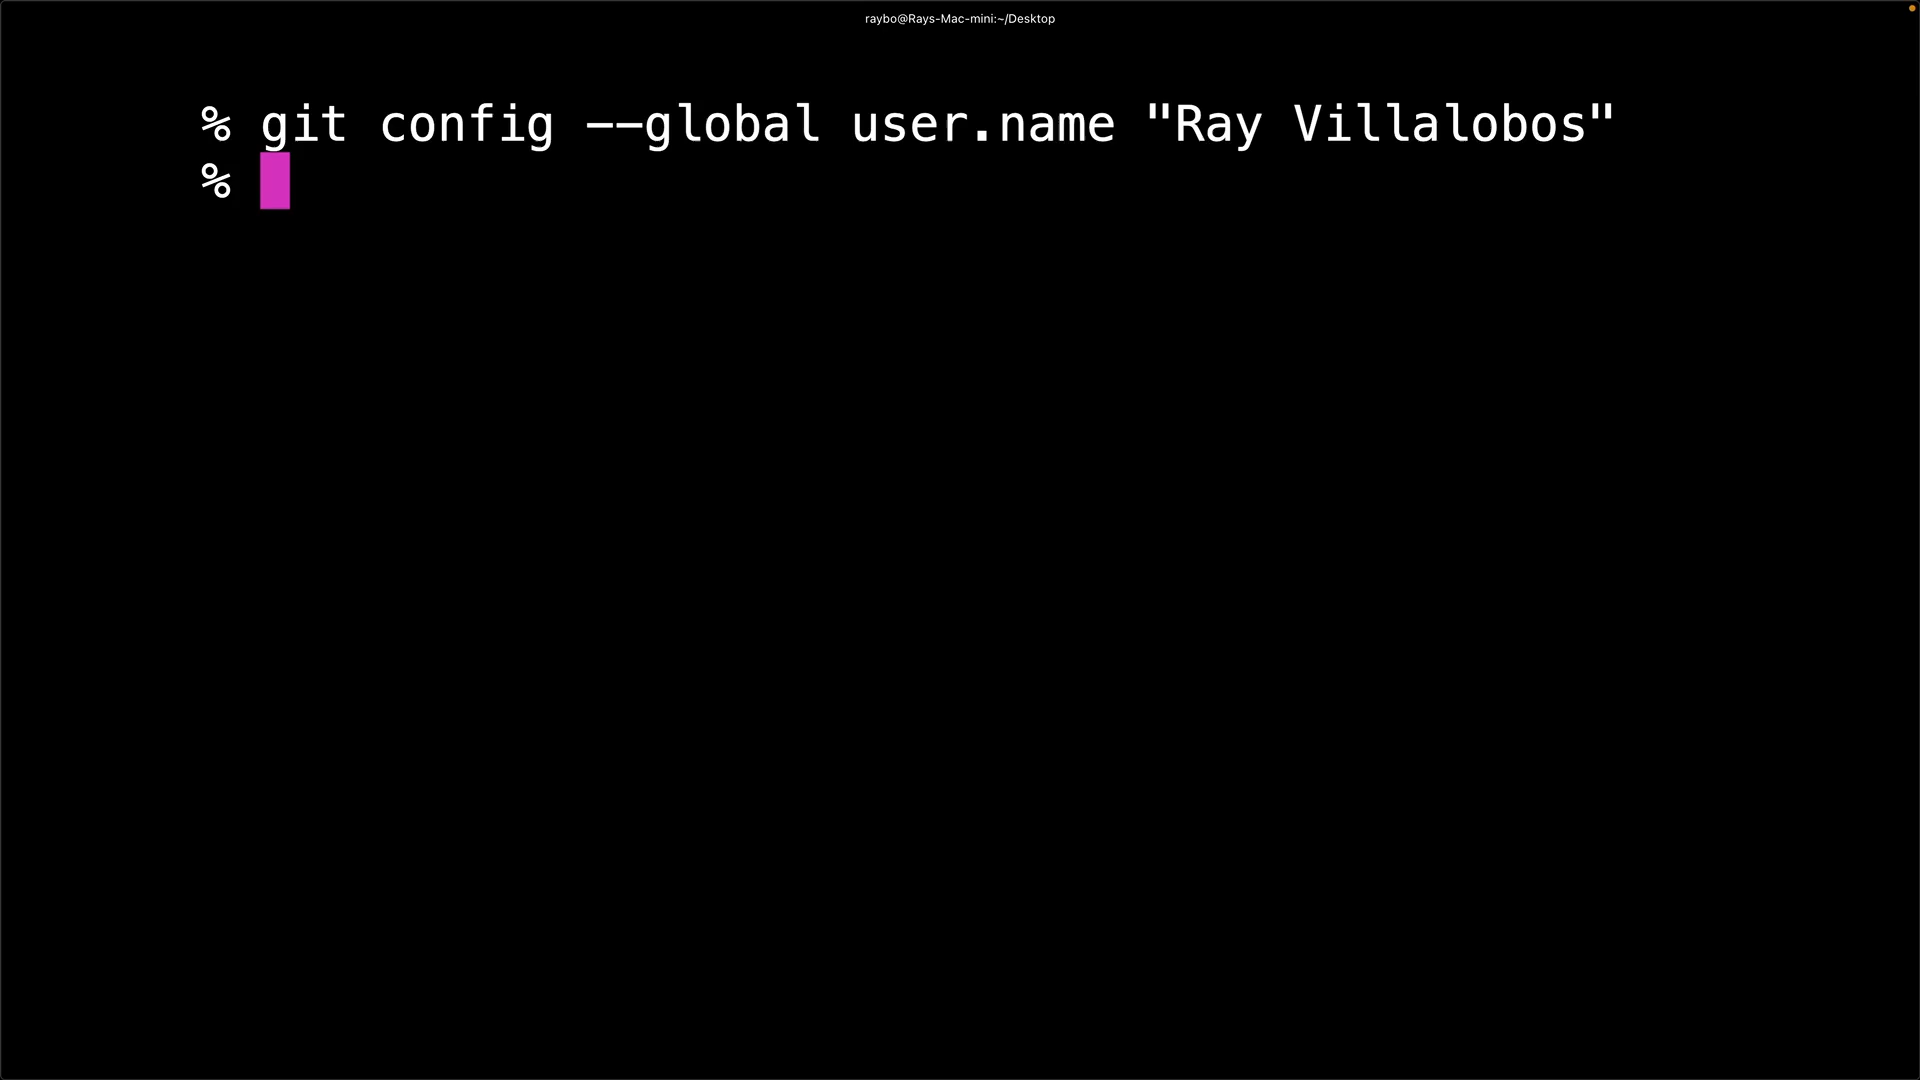 raybo@Rays-Mac-mini:~/Desktop
% git config --global user.name "Ray Villalobos"
%